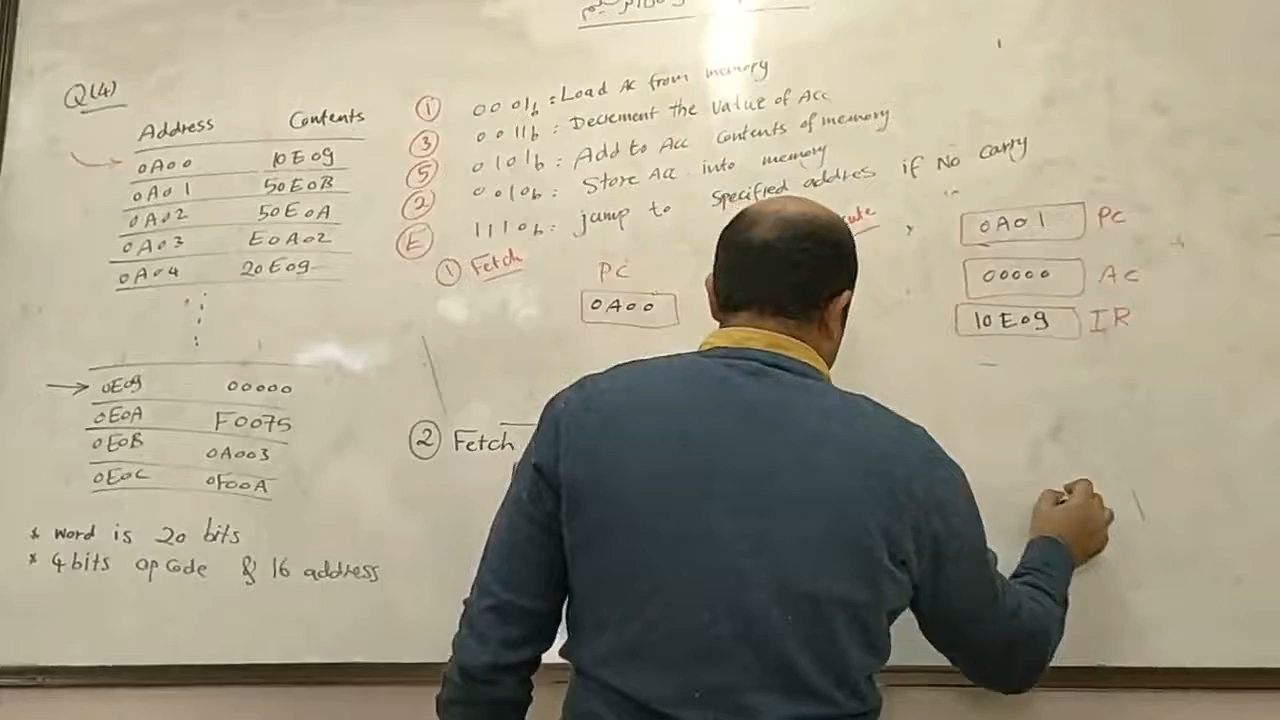 Q(4)
Address Contents
0A00 10E09
0A01 50E0B
0A02 50E0A
0A03 E0A02
0A04 20E09
0E09 00000
0E0A F0075
0E0B 0A003
0E0C 0F00A
* word is 20 bits
* 4 bits opcode & 16 address
① 0001b : Load Ac from memory
③ 0011b : Decrement the value of Acc
⑤ 0101b : Add to Acc contents of memory
② 0010b : Store Acc into memory
Ⓔ 1110b : jump to specified address if No carry
① Fetch
PC
0A00
0A01 PC
00000 AC
10E09 IR
② Fetch